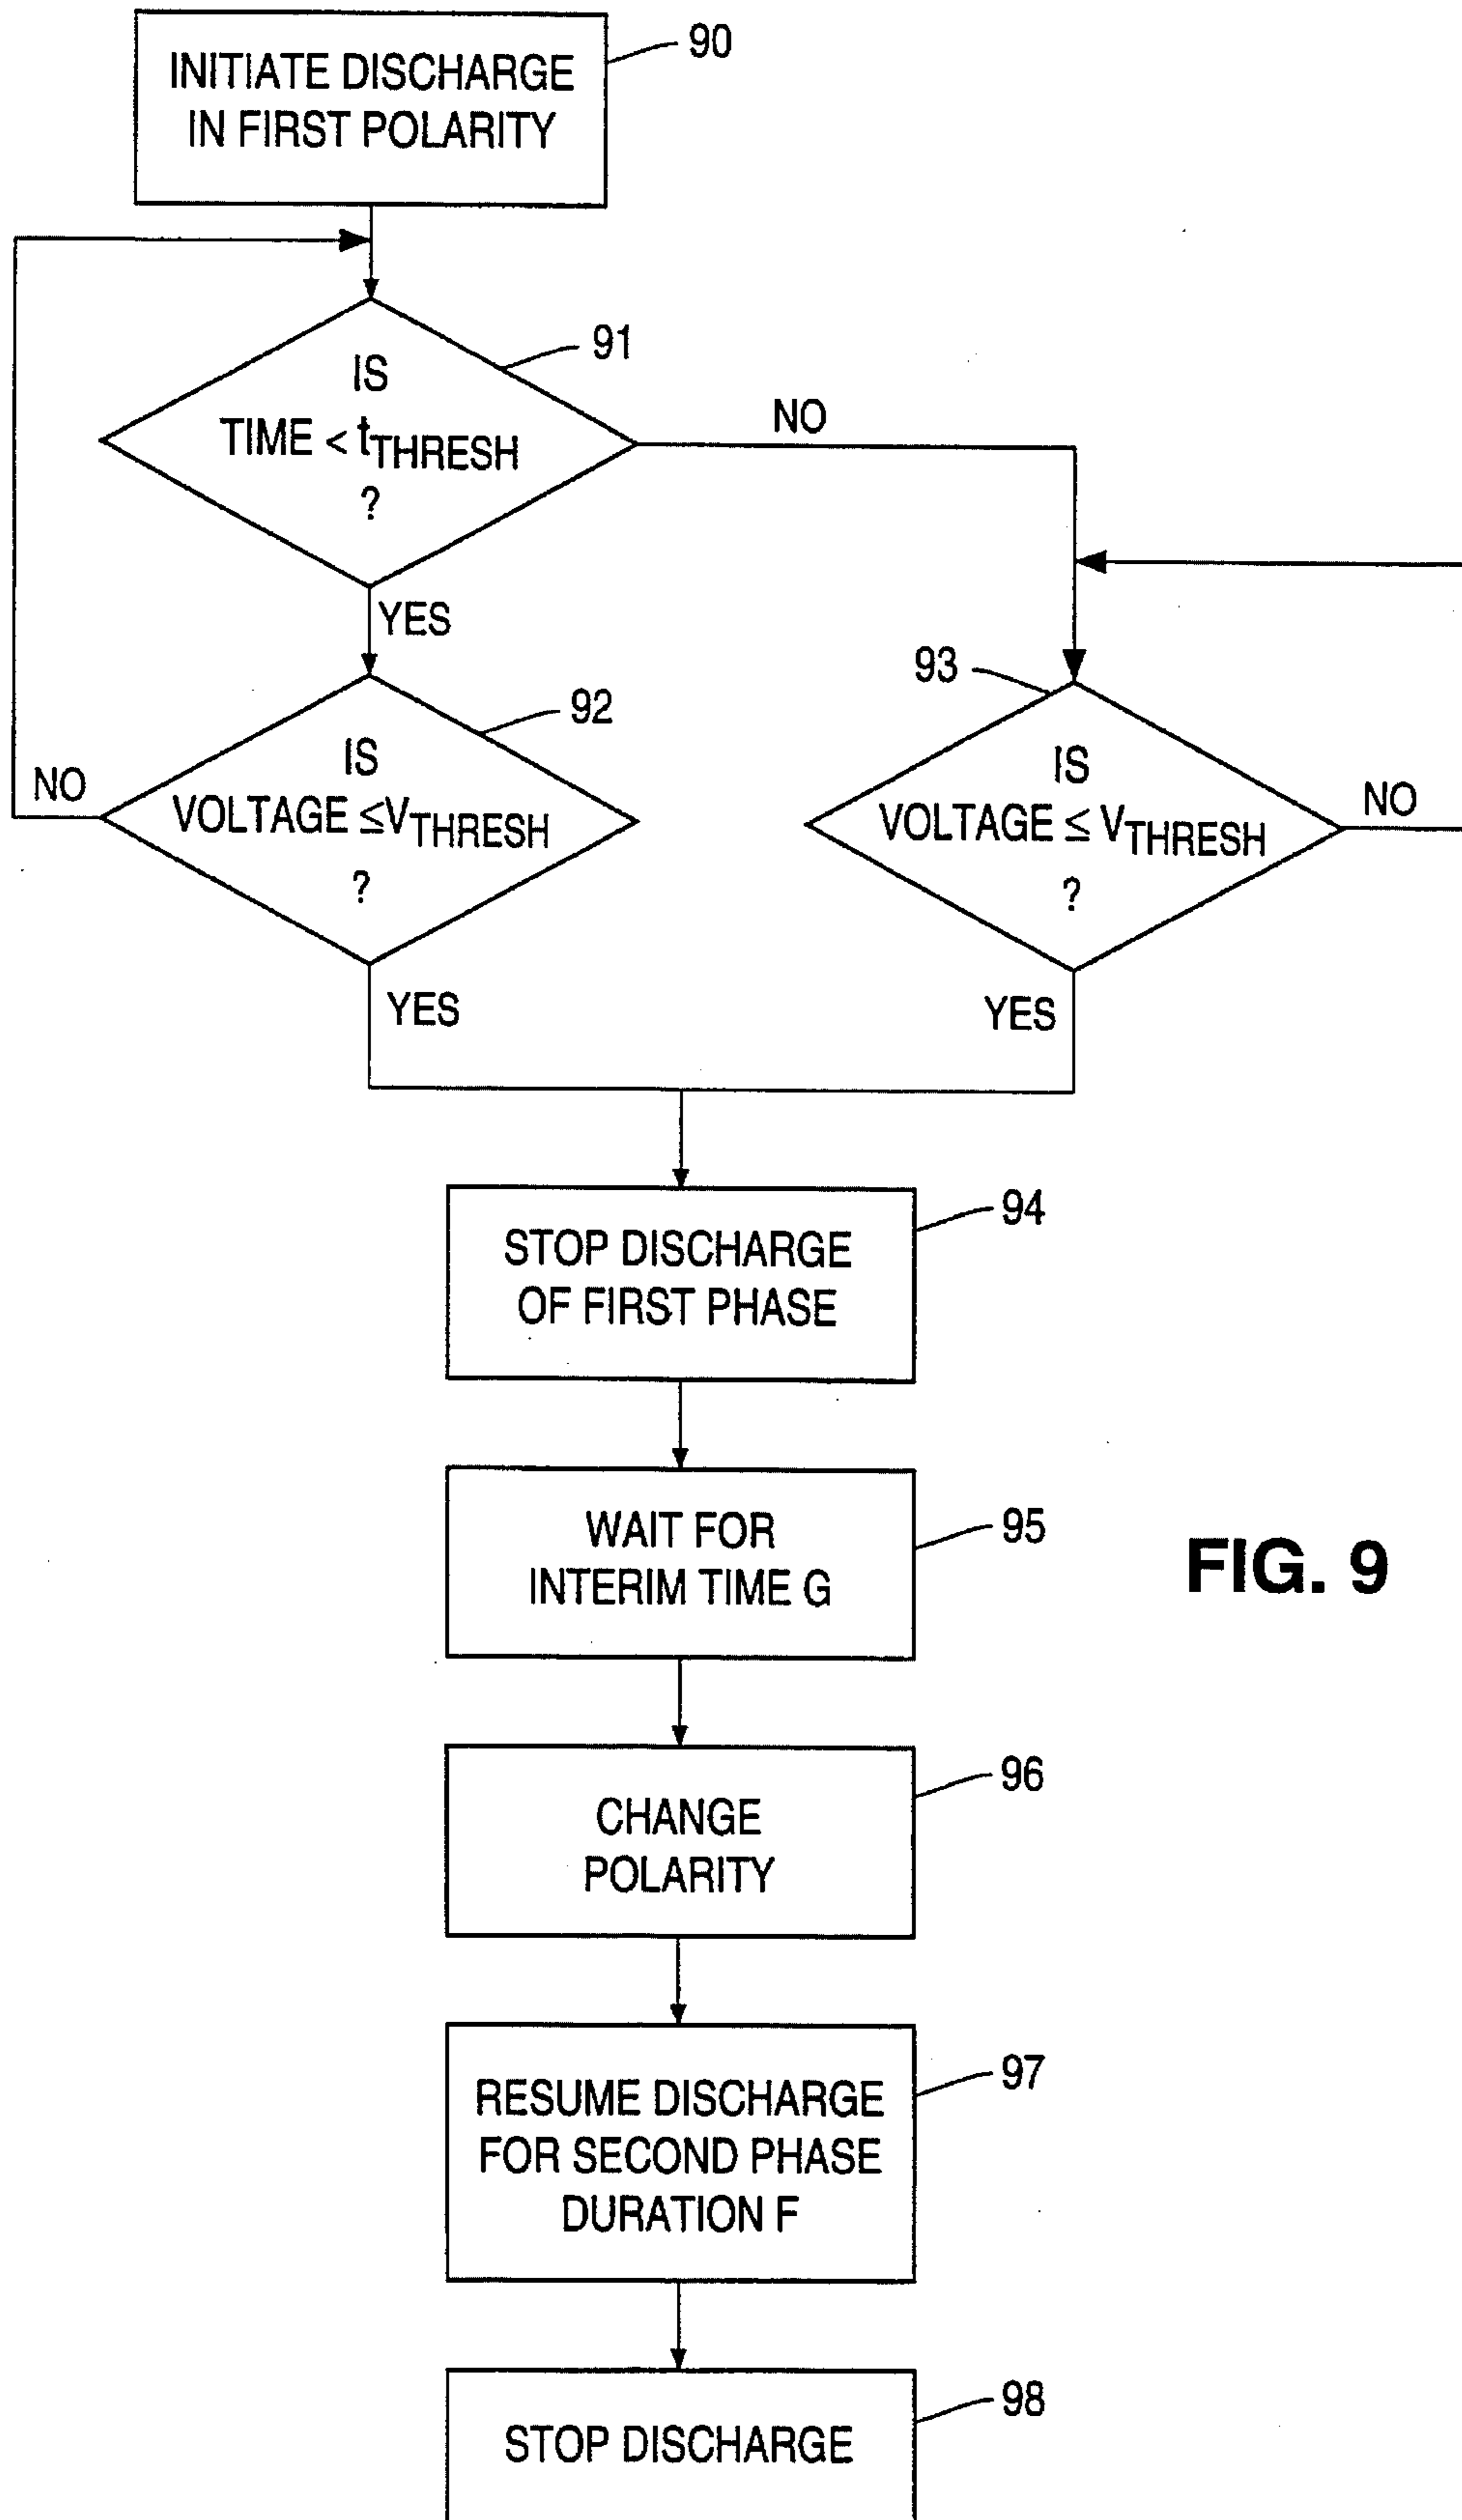 INITIATE DISCHARGE
IN FIRST POLARITY
90
IS
TIME < tTHRESH
?
91
NO
YES
IS
VOLTAGE ≤VTHRESH
?
92
NO
YES
93
IS
VOLTAGE ≤ VTHRESH
?
NO
YES
STOP DISCHARGE
OF FIRST PHASE
94
WAIT FOR
INTERIM TIME G
95
FIG. 9
CHANGE
POLARITY
96
RESUME DISCHARGE
FOR SECOND PHASE
DURATION F
97
STOP DISCHARGE
98